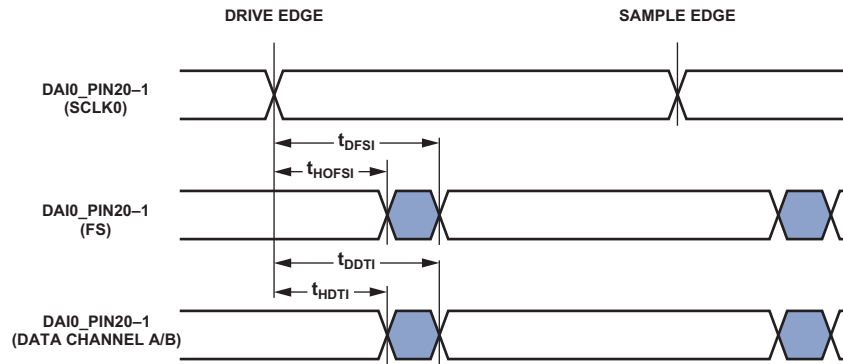 DRIVE EDGE SAMPLE EDGE
DAI0_PIN20–1
(SCLK0)
tDFSI
tHOFSI
DAI0_PIN20–1
(FS)
tDDTI
tHDTI
DAI0_PIN20–1
(DATA CHANNEL A/B)